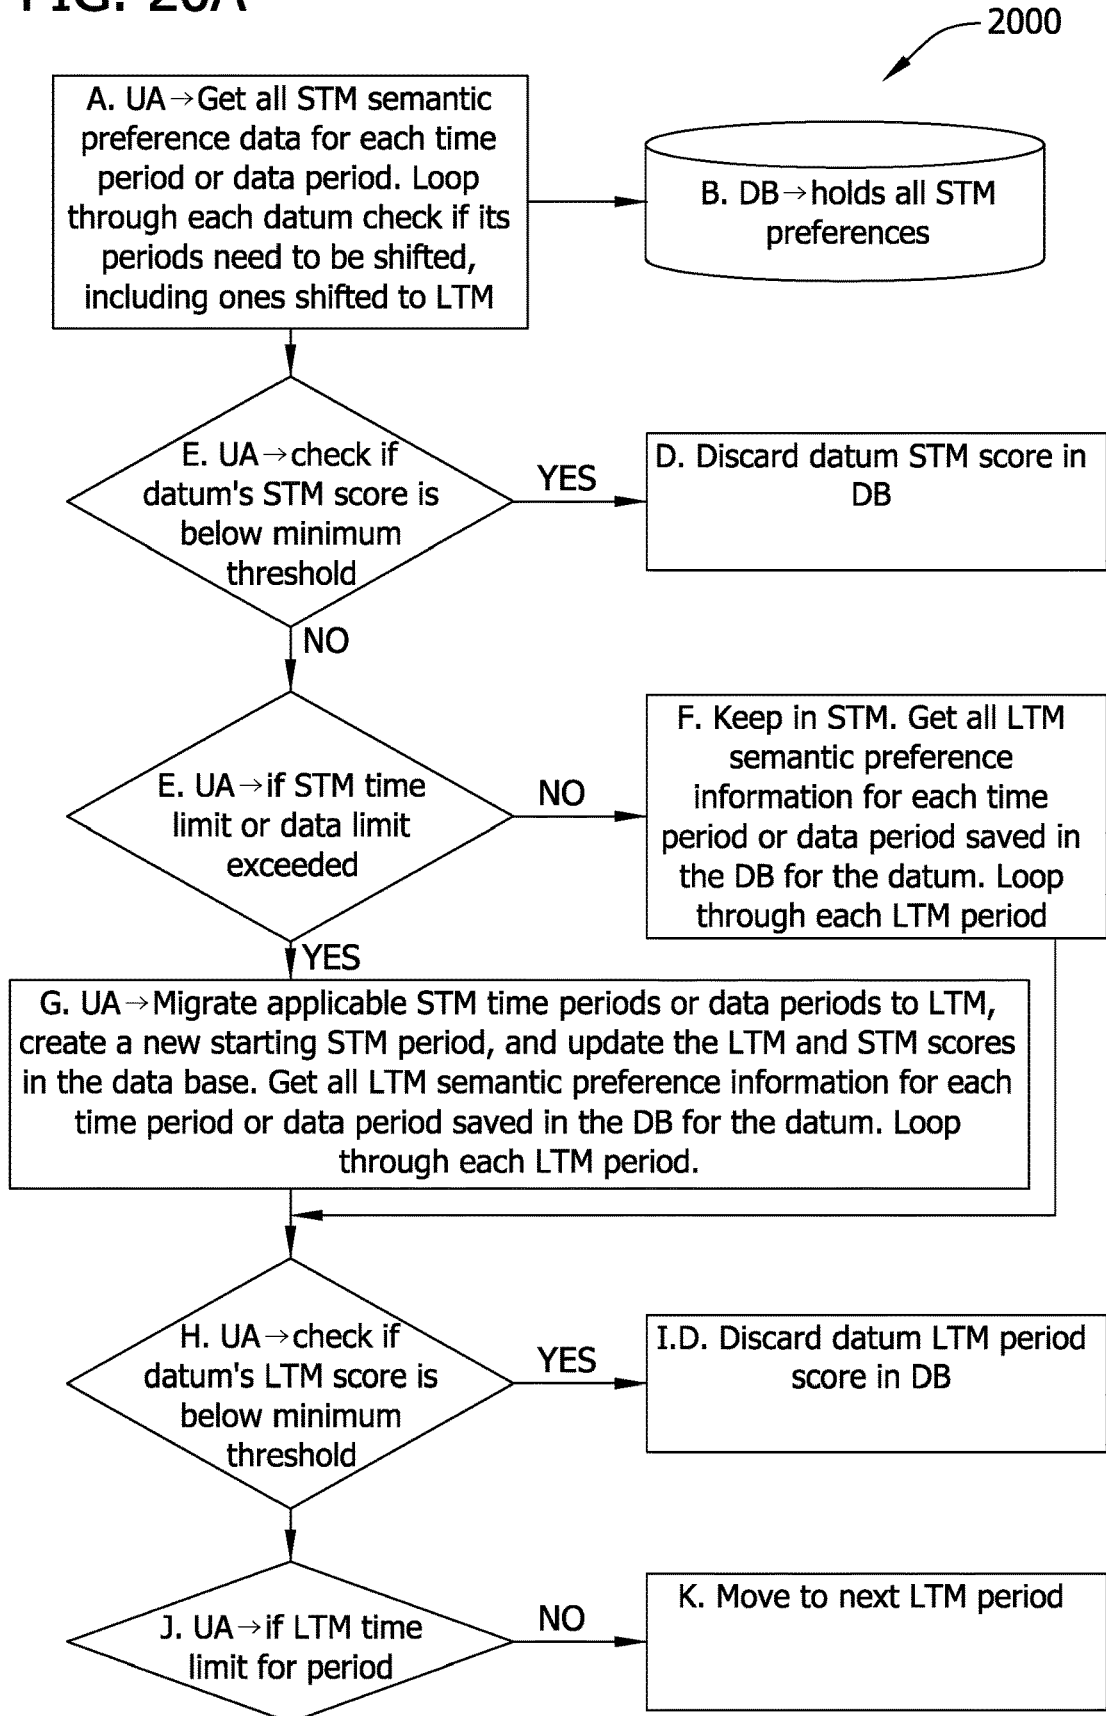 FIG. 20A
2000
A. UA→Get all STM semantic
preference data for each time
period or data period. Loop
through each datum check if its
periods need to be shifted,
including ones shifted to LTM
B. DB→holds all STM
preferences
E. UA→check if
datum's STM score is
below minimum
threshold
YES
D. Discard datum STM score in
DB
NO
E. UA→if STM time
limit or data limit
exceeded
NO
F. Keep in STM. Get all LTM
semantic preference
information for each time
period or data period saved in
the DB for the datum. Loop
through each LTM period
YES
G. UA→Migrate applicable STM time periods or data periods to LTM,
create a new starting STM period, and update the LTM and STM scores
in the data base. Get all LTM semantic preference information for each
time period or data period saved in the DB for the datum. Loop
through each LTM period.
H. UA→check if
datum's LTM score is
below minimum
threshold
YES
I.D. Discard datum LTM period
score in DB
J. UA→if LTM time
limit for period
NO
K. Move to next LTM period